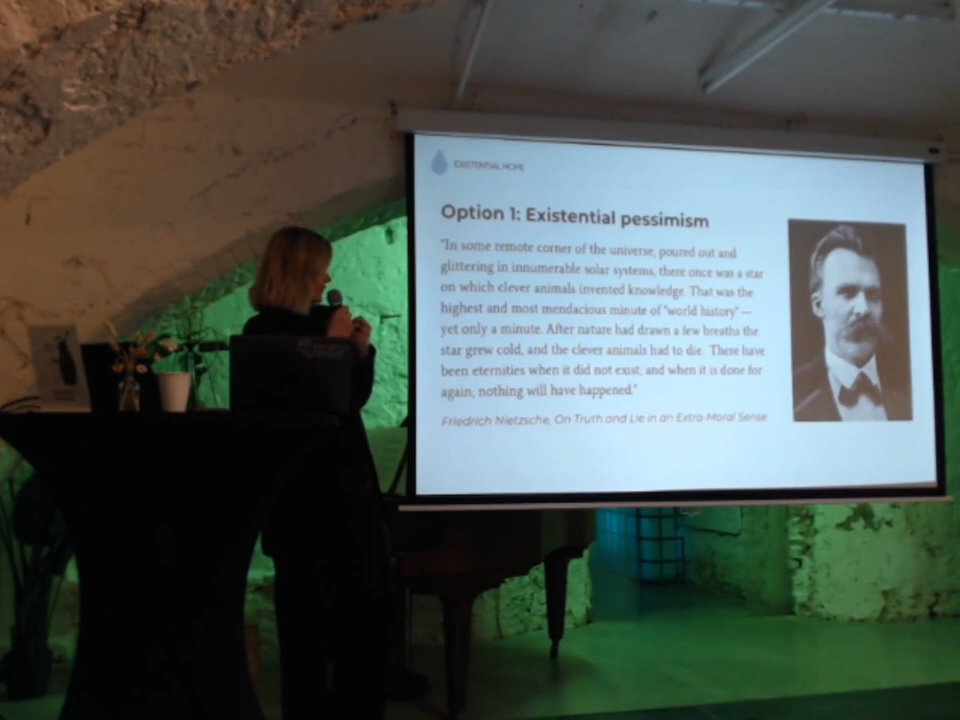 EXISTENTIAL HOPE
Option 1: Existential pessimism
"In some remote corner of the universe, poured out and
glittering in innumerable solar systems, there once was a star
on which clever animals invented knowledge. That was the
highest and most mendacious minute of "world history" —
yet only a minute. After nature had drawn a few breaths the
star grew cold, and the clever animals had to die. There have
been eternities when it did not exist, and when it is done for
again, nothing will have happened."
Friedrich Nietzsche, On Truth and Lie in an Extra-Moral Sense